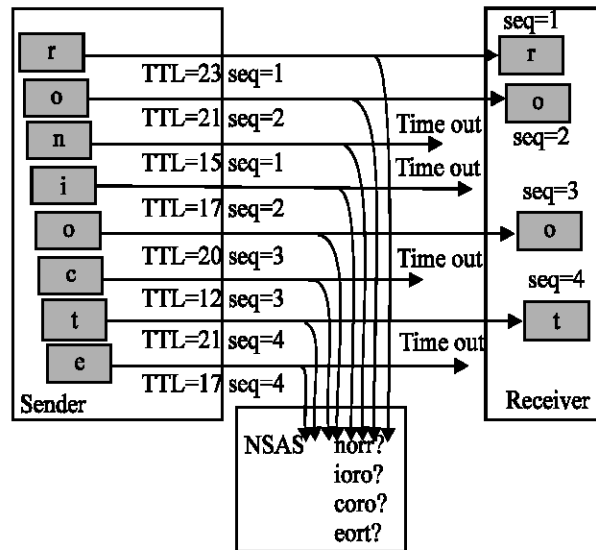 seq=1
r
r
TTL=23 seq=1
o
o
TTL=21 seq=2
Time out
seq=2
n
TTL=15 seq=1
Time out
i
TTL=17 seq=2
seq=3
o
o
TTL=20 seq=3
Time out
c
seq=4
TTL=12 seq=3
t
t
TTL=21 seq=4
Time out
e
TTL=17 seq=4
Sender
Receiver
NSAS norr?
ioro?
coro?
eort?